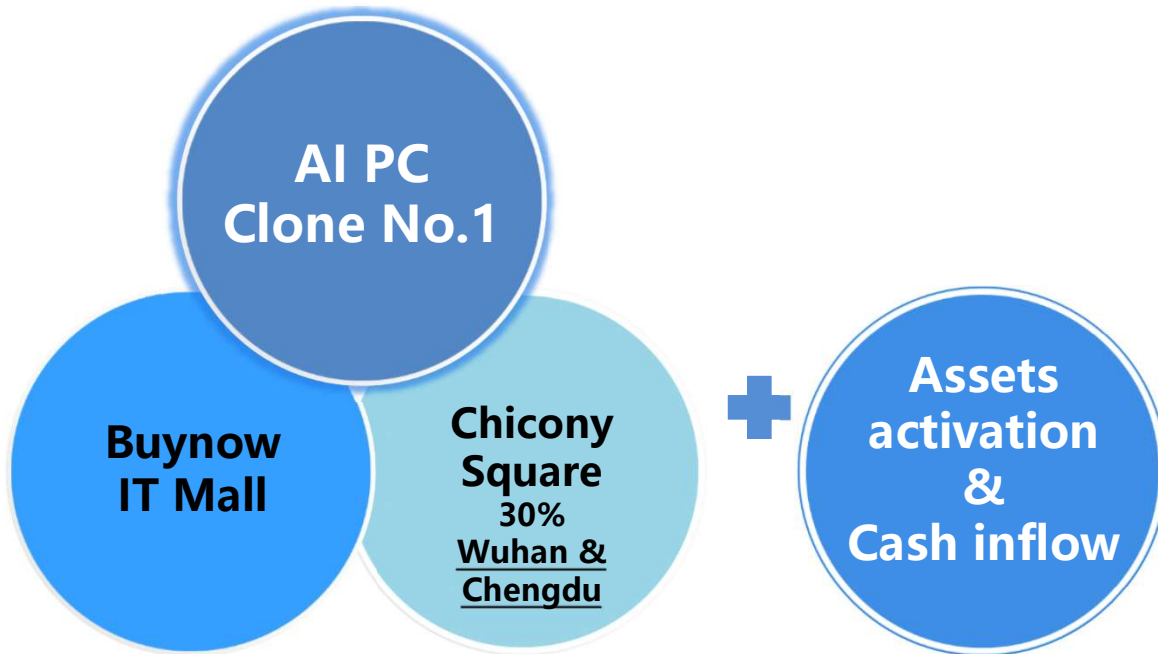 AI PC
Clone No.1
Buynow
IT Mall
Chicony
Square
30%
Wuhan &
Chengdu
Assets
activation
&
Cash inflow